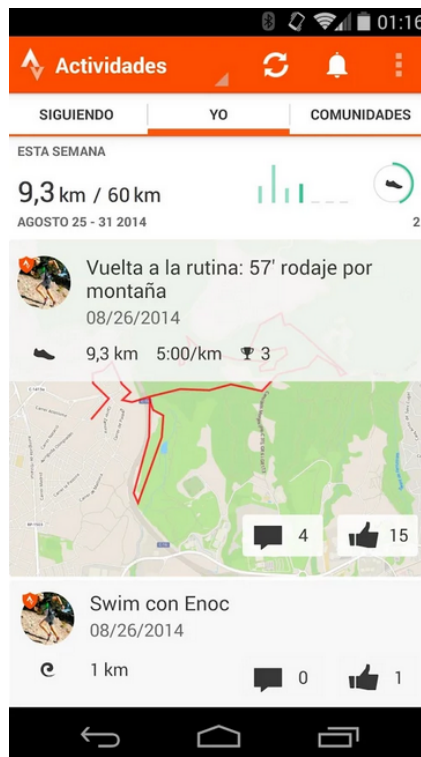 01:16
Actividades
SIGUIENDO YO COMUNIDADES
ESTA SEMANA
9,3 km / 60 km
AGOSTO 25 - 31 2014 2
Vuelta a la rutina: 57' rodaje por
montaña
08/26/2014
9,3 km 5:00/km 3
4 15
Swim con Enoc
08/26/2014
1 km
0 1